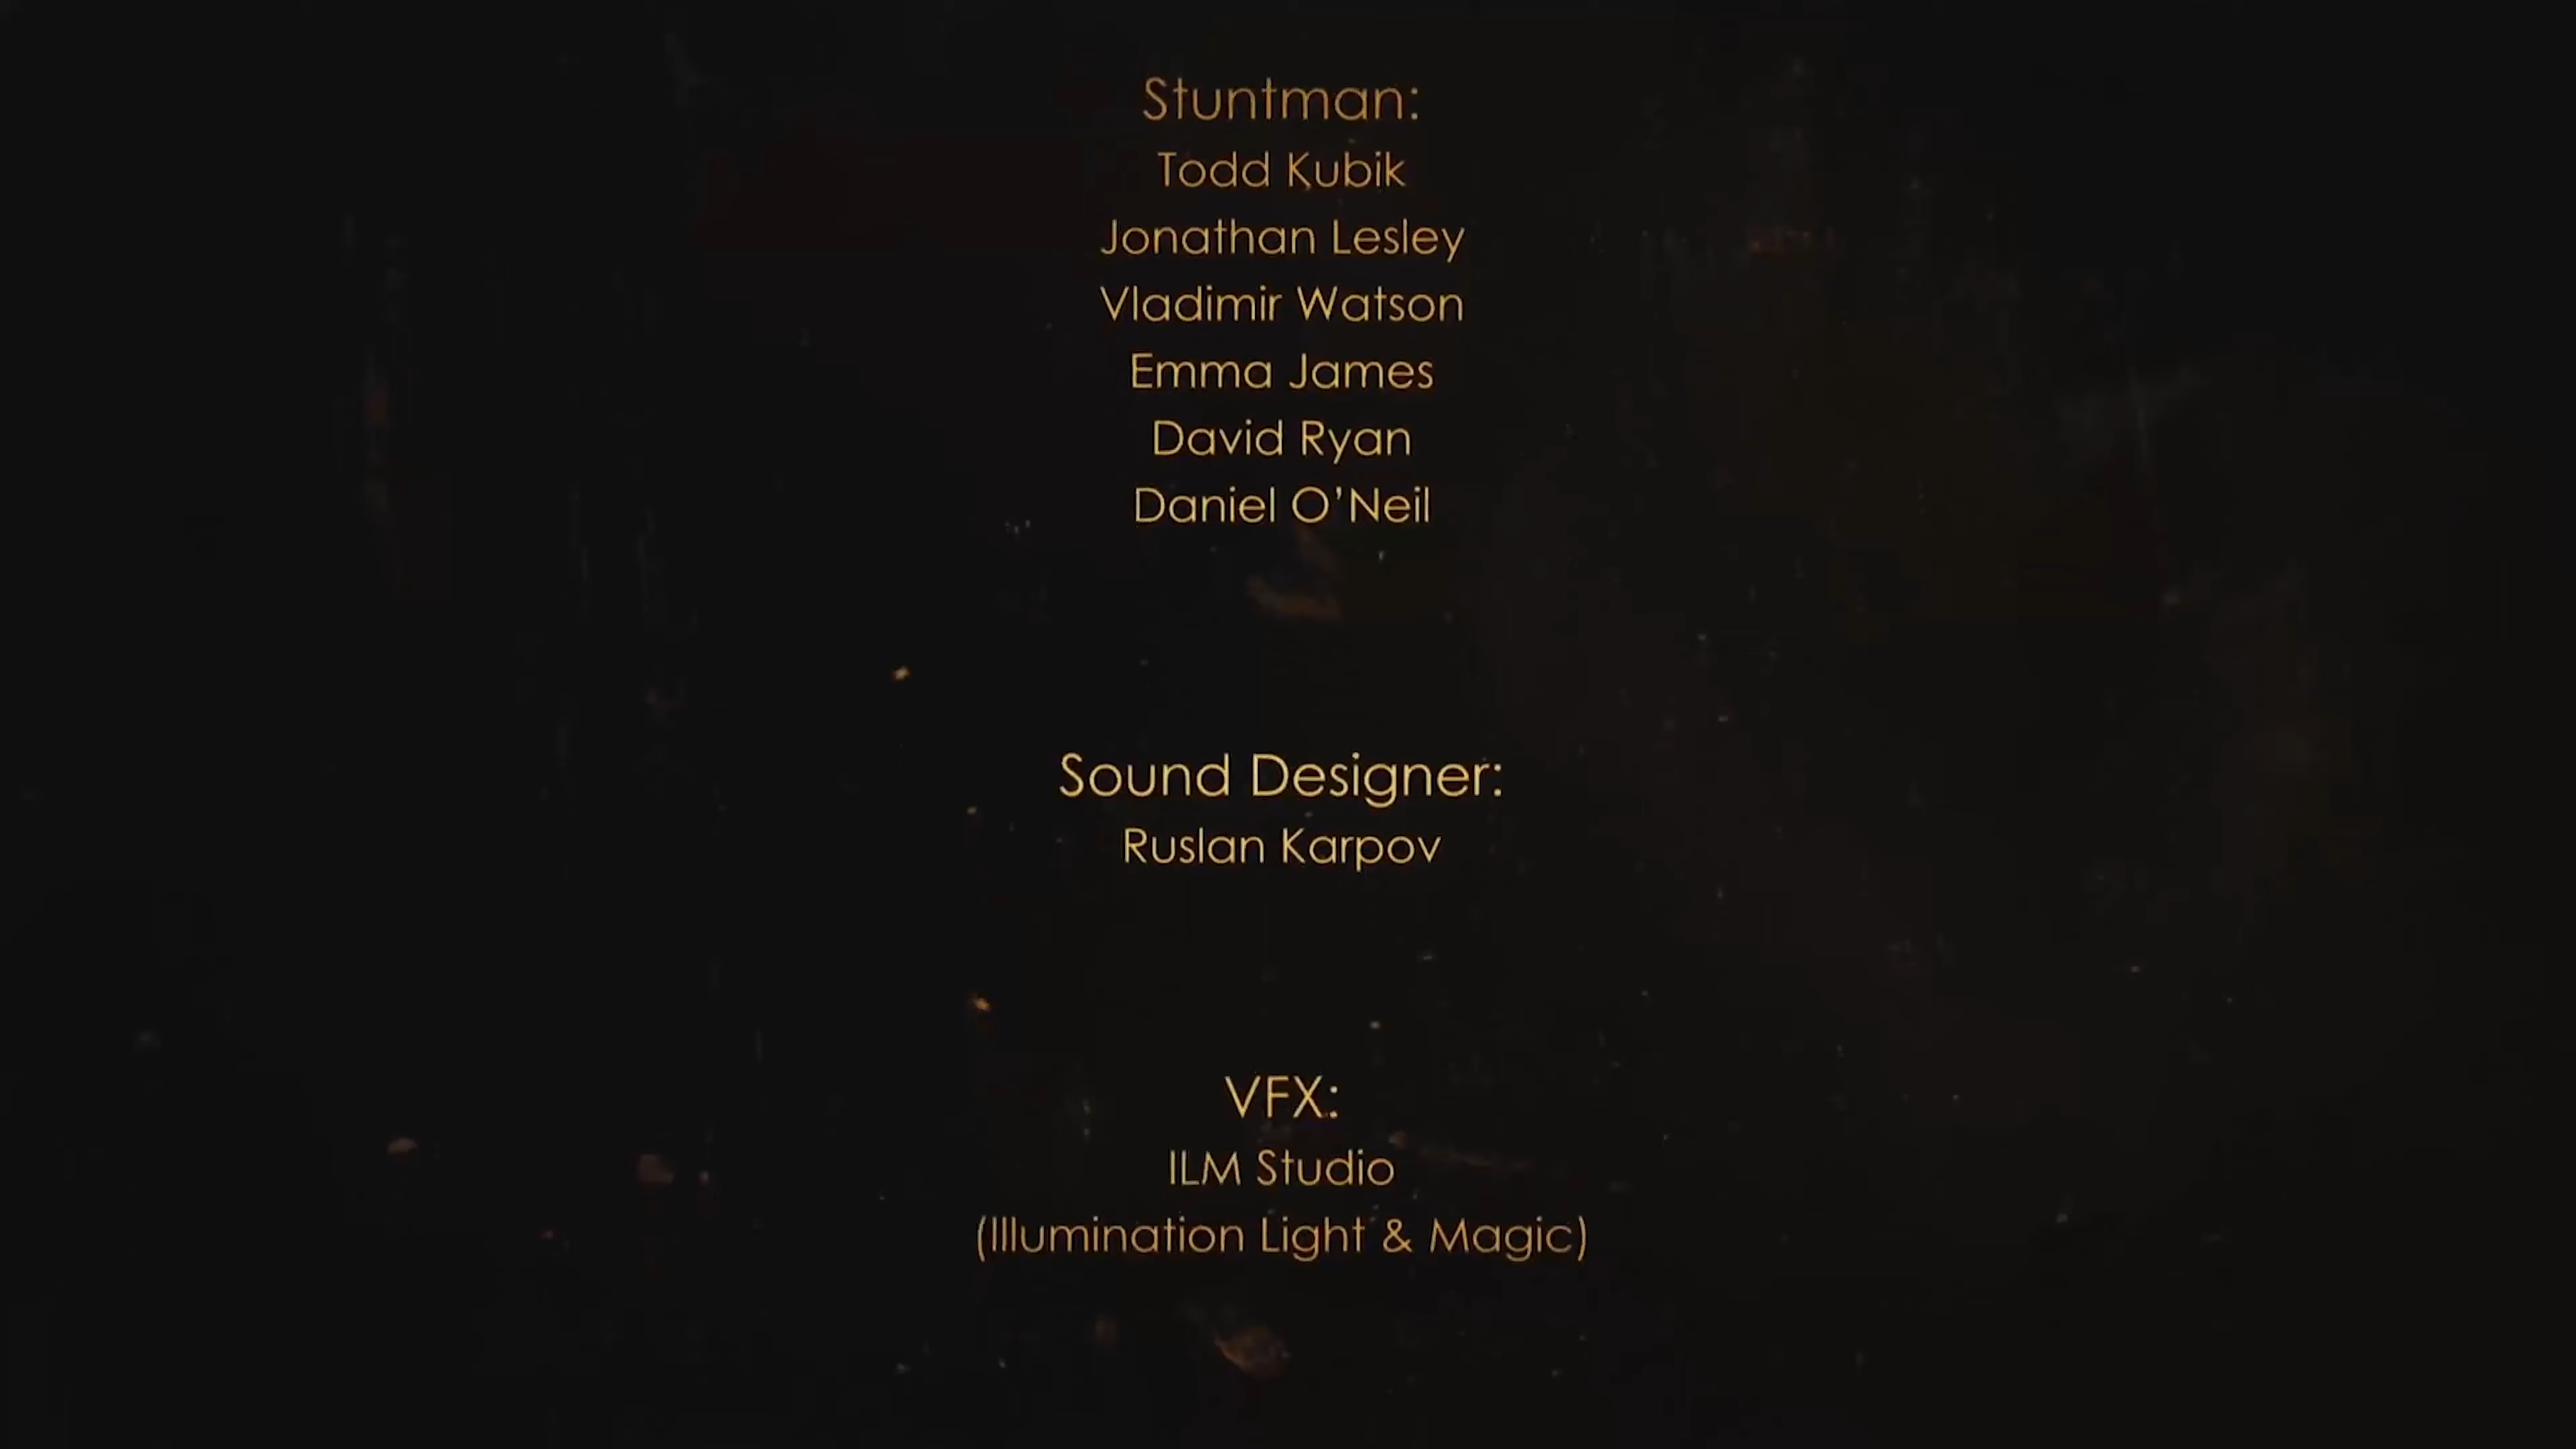 Stuntman:
Todd Kubik
Jonathan Lesley
Vladimir Watson
Emma James
David Ryan
Daniel O’Neil
Sound Designer:
Ruslan Karpov
VFX:
ILM Studio
(Illumination Light & Magic)